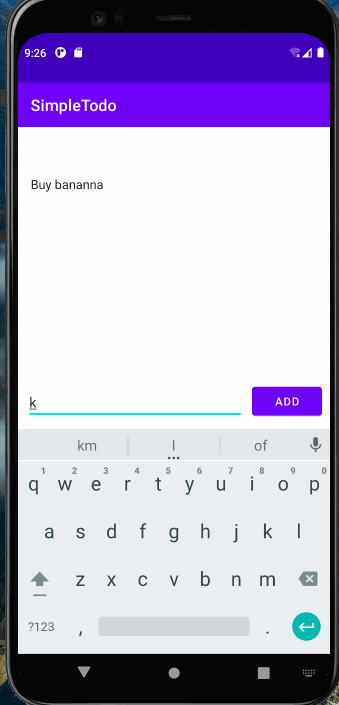 9:26
SimpleTodo
Buy bananna
k
ADD
km I of
1 2 3 4 5 6 7 8 9 0
q w e r t y u i o p
a s d f g h j k l
z x c v b n m
?123 , .